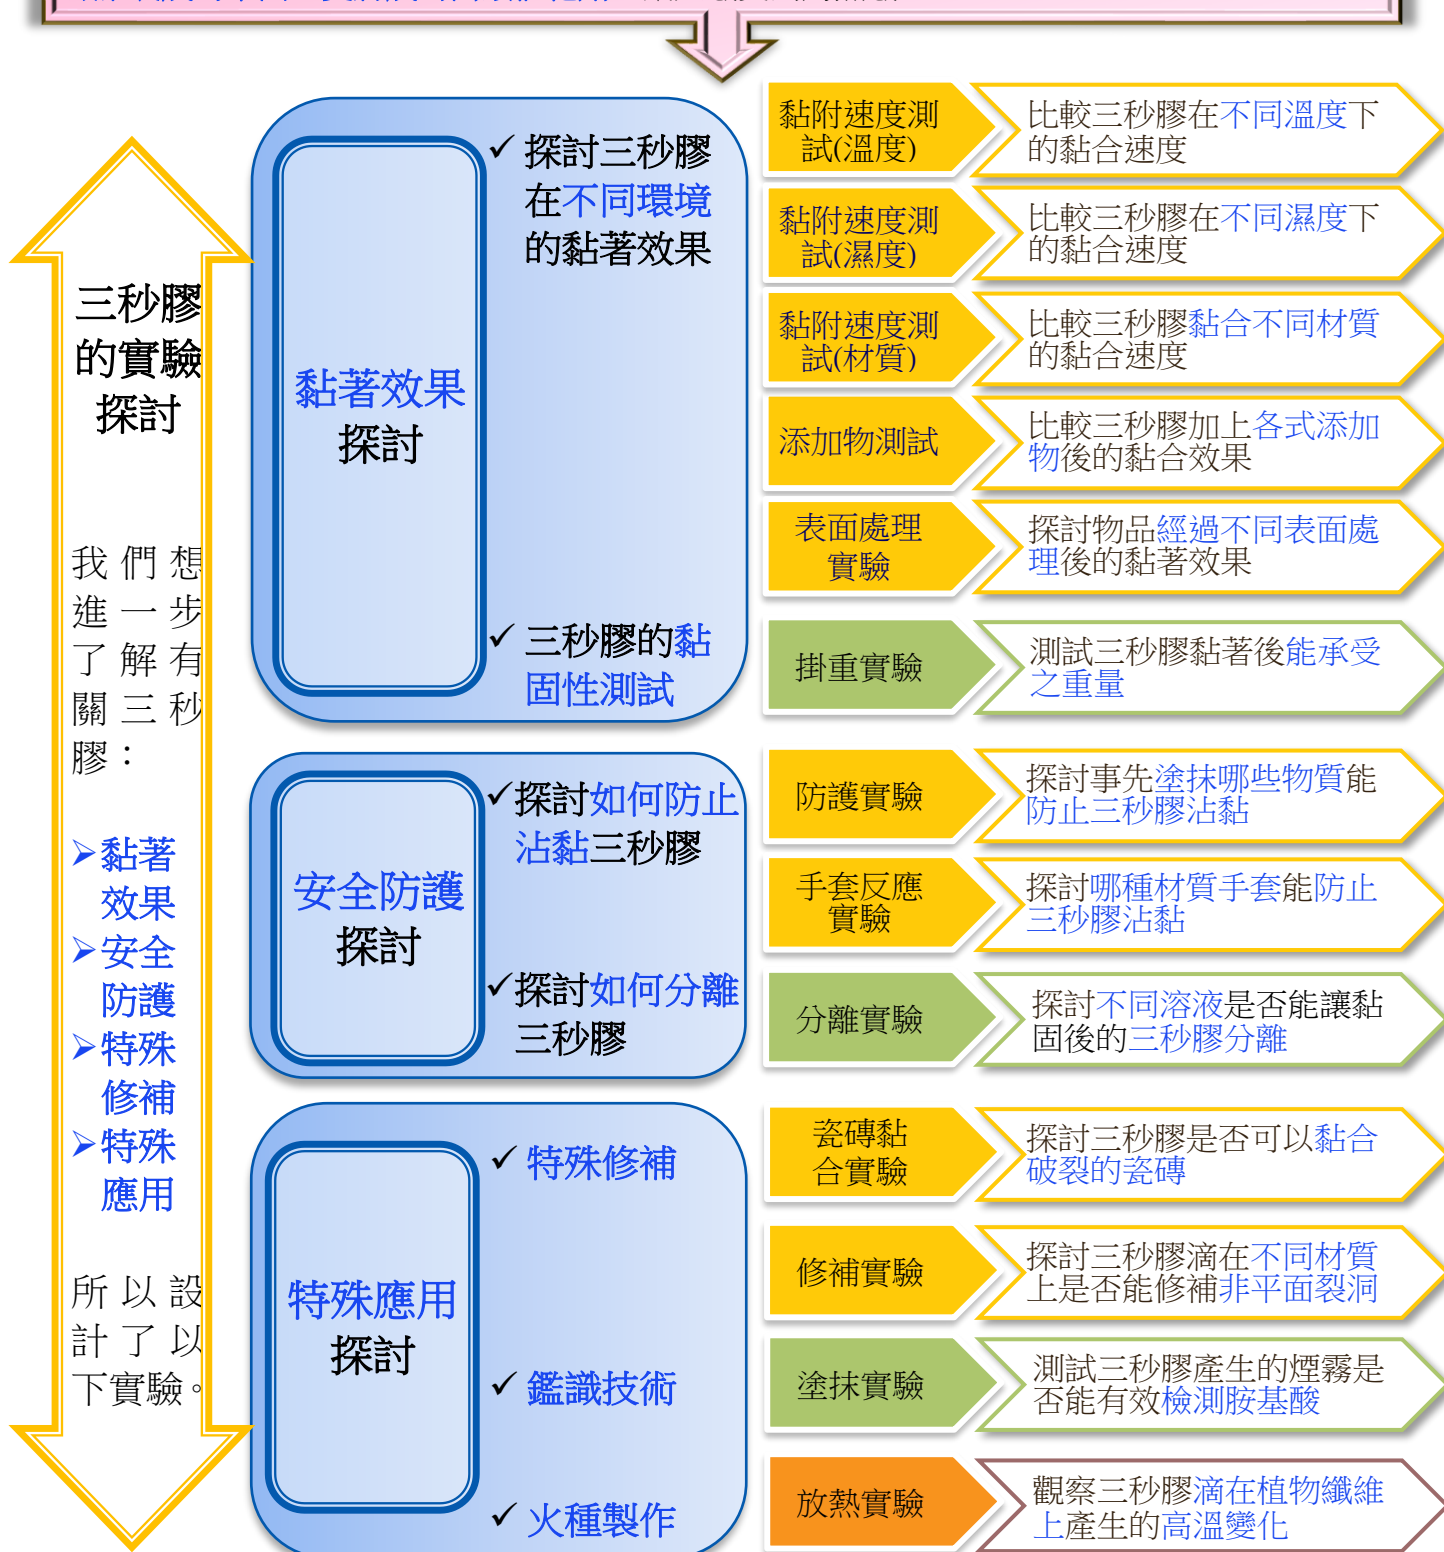 三秒膠
的實驗
探討
我們想
進一步
了解有
關三秒
膠：
➢黏著
效果
➢安全
防護
➢特殊
修補
➢特殊
應用
所以設
計了以
下實驗。
黏著效果
探討
✓探討三秒膠
在不同環境
的黏著效果
✓三秒膠的黏
固性測試
黏附速度測
試(溫度)
比較三秒膠在不同溫度下
的黏合速度
黏附速度測
試(濕度)
比較三秒膠在不同濕度下
的黏合速度
黏附速度測
試(材質)
比較三秒膠黏合不同材質
的黏合速度
添加物測試
比較三秒膠加上各式添加
物後的黏合效果
表面處理
實驗
探討物品經過不同表面處
理後的黏著效果
掛重實驗
測試三秒膠黏著後能承受
之重量
安全防護
探討
✓探討如何防止
沾黏三秒膠
✓探討如何分離
三秒膠
防護實驗
探討事先塗抹哪些物質能
防止三秒膠沾黏
手套反應
實驗
探討哪種材質手套能防止
三秒膠沾黏
分離實驗
探討不同溶液是否能讓黏
固後的三秒膠分離
特殊應用
探討
✓特殊修補
✓鑑識技術
✓火種製作
瓷磚黏
合實驗
探討三秒膠是否可以黏合
破裂的瓷磚
修補實驗
探討三秒膠滴在不同材質
上是否能修補非平面裂洞
塗抹實驗
測試三秒膠產生的煙霧是
否能有效檢測胺基酸
放熱實驗
觀察三秒膠滴在植物纖維
上產生的高溫變化